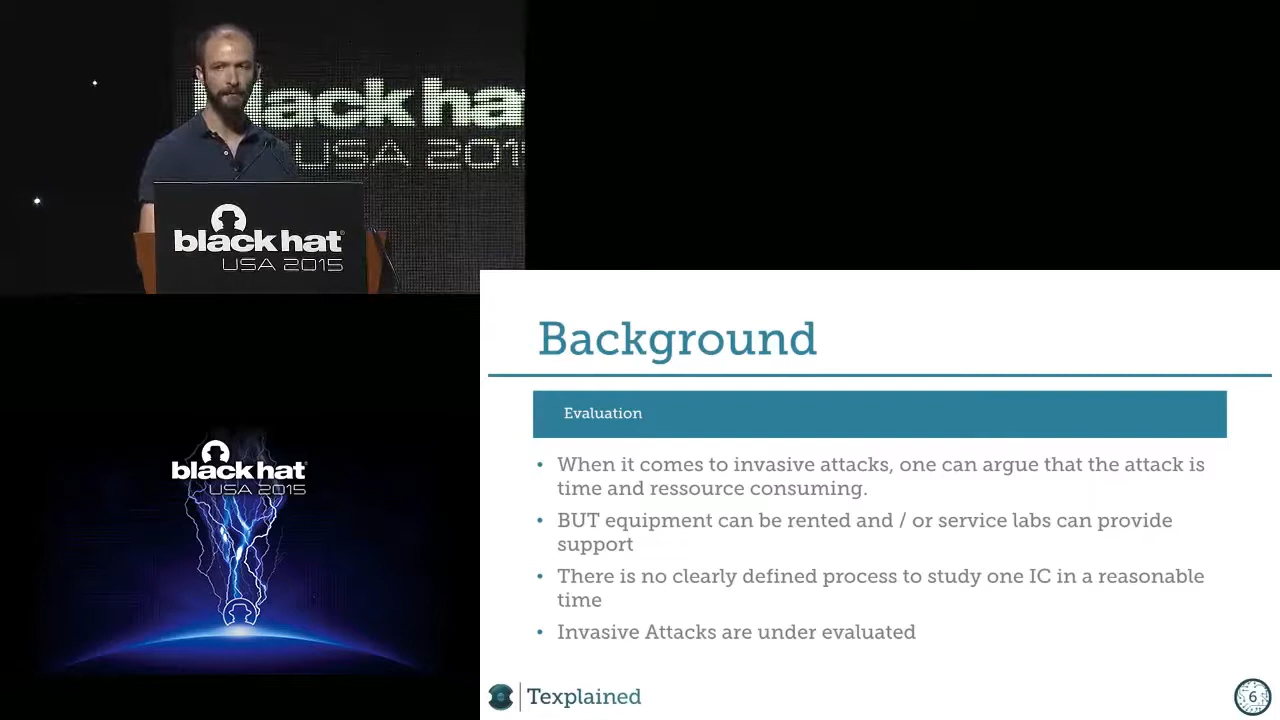 black ha
USA 201
black hat
USA 2015
black hat
USA 2015
Background
Evaluation
• When it comes to invasive attacks, one can argue that the attack is
time and ressource consuming.
• BUT equipment can be rented and / or service labs can provide
support
• There is no clearly defined process to study one IC in a reasonable
time
• Invasive Attacks are under evaluated
Texplained
6